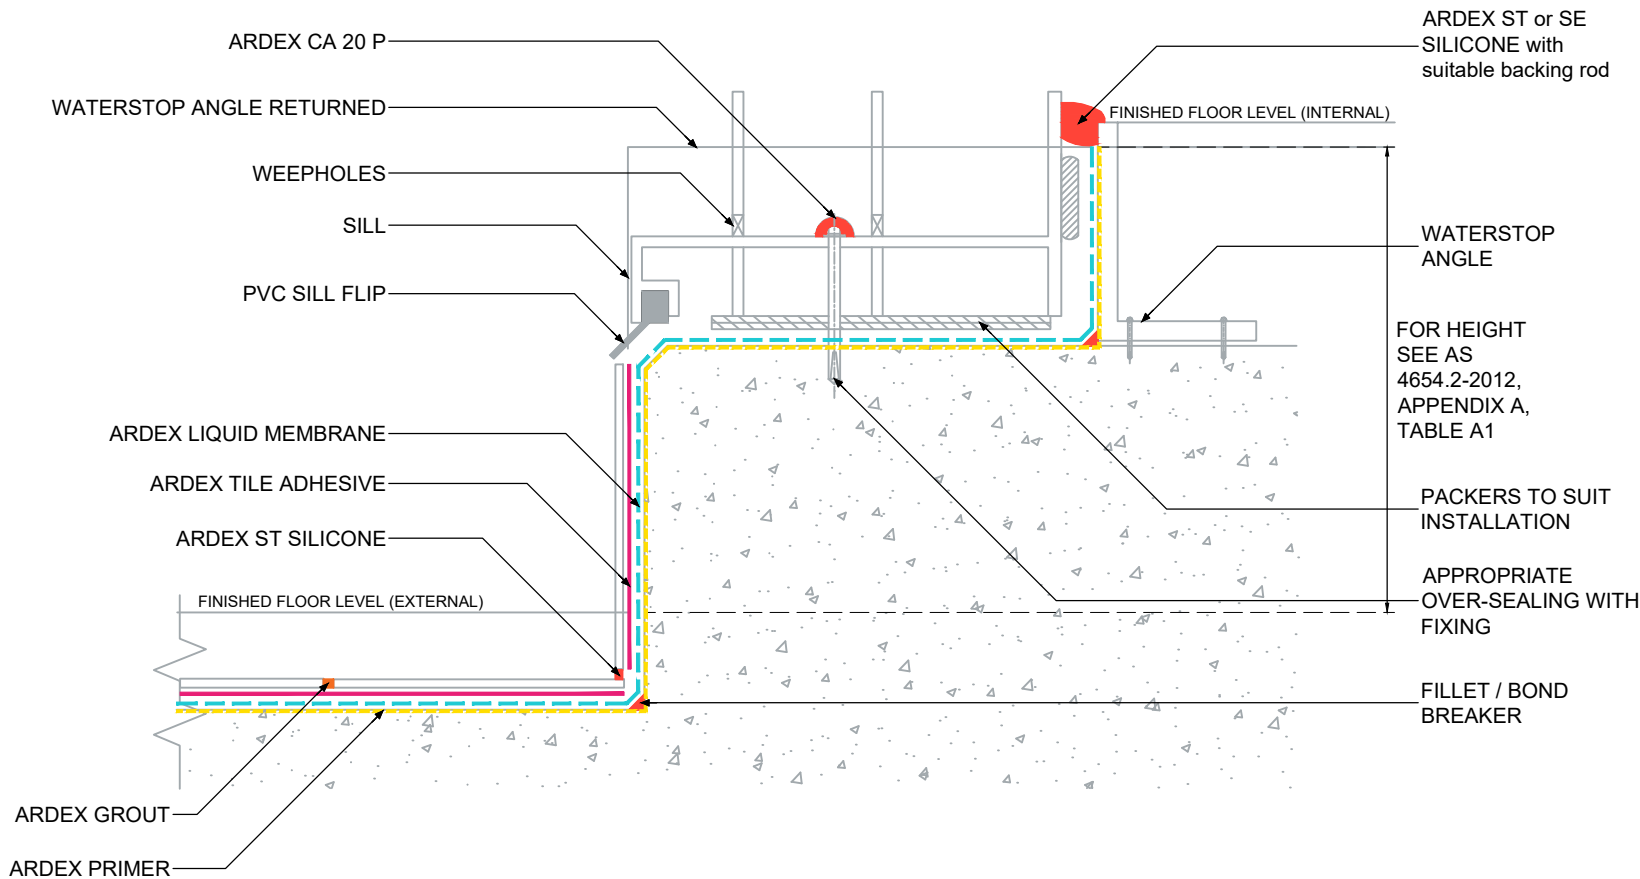 ARDEX CA 20 P
WATERSTOP ANGLE RETURNED
WEEPHOLES
SILL
PVC SILL FLIP
ARDEX LIQUID MEMBRANE
ARDEX TILE ADHESIVE
ARDEX ST SILICONE
FINISHED FLOOR LEVEL (EXTERNAL)
ARDEX GROUT
ARDEX PRIMER
ARDEX ST or SE
SILICONE with
suitable backing rod
FINISHED FLOOR LEVEL (INTERNAL)
WATERSTOP
ANGLE
FOR HEIGHT
SEE AS
4654.2-2012,
APPENDIX A,
TABLE A1
PACKERS TO SUIT
INSTALLATION
APPROPRIATE
OVER-SEALING WITH
FIXING
FILLET / BOND
BREAKER